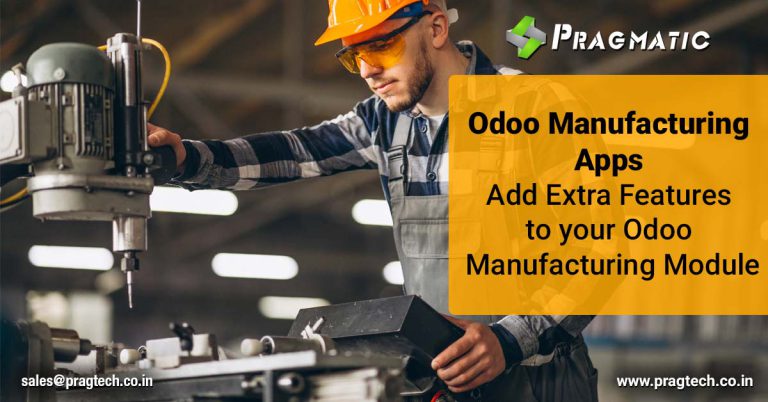 PRAGMATIC
Odoo Manufacturing
Apps
Add Extra Features
to your Odoo
Manufacturing Module
sales@pragtech.co.in
www.pragtech.co.in